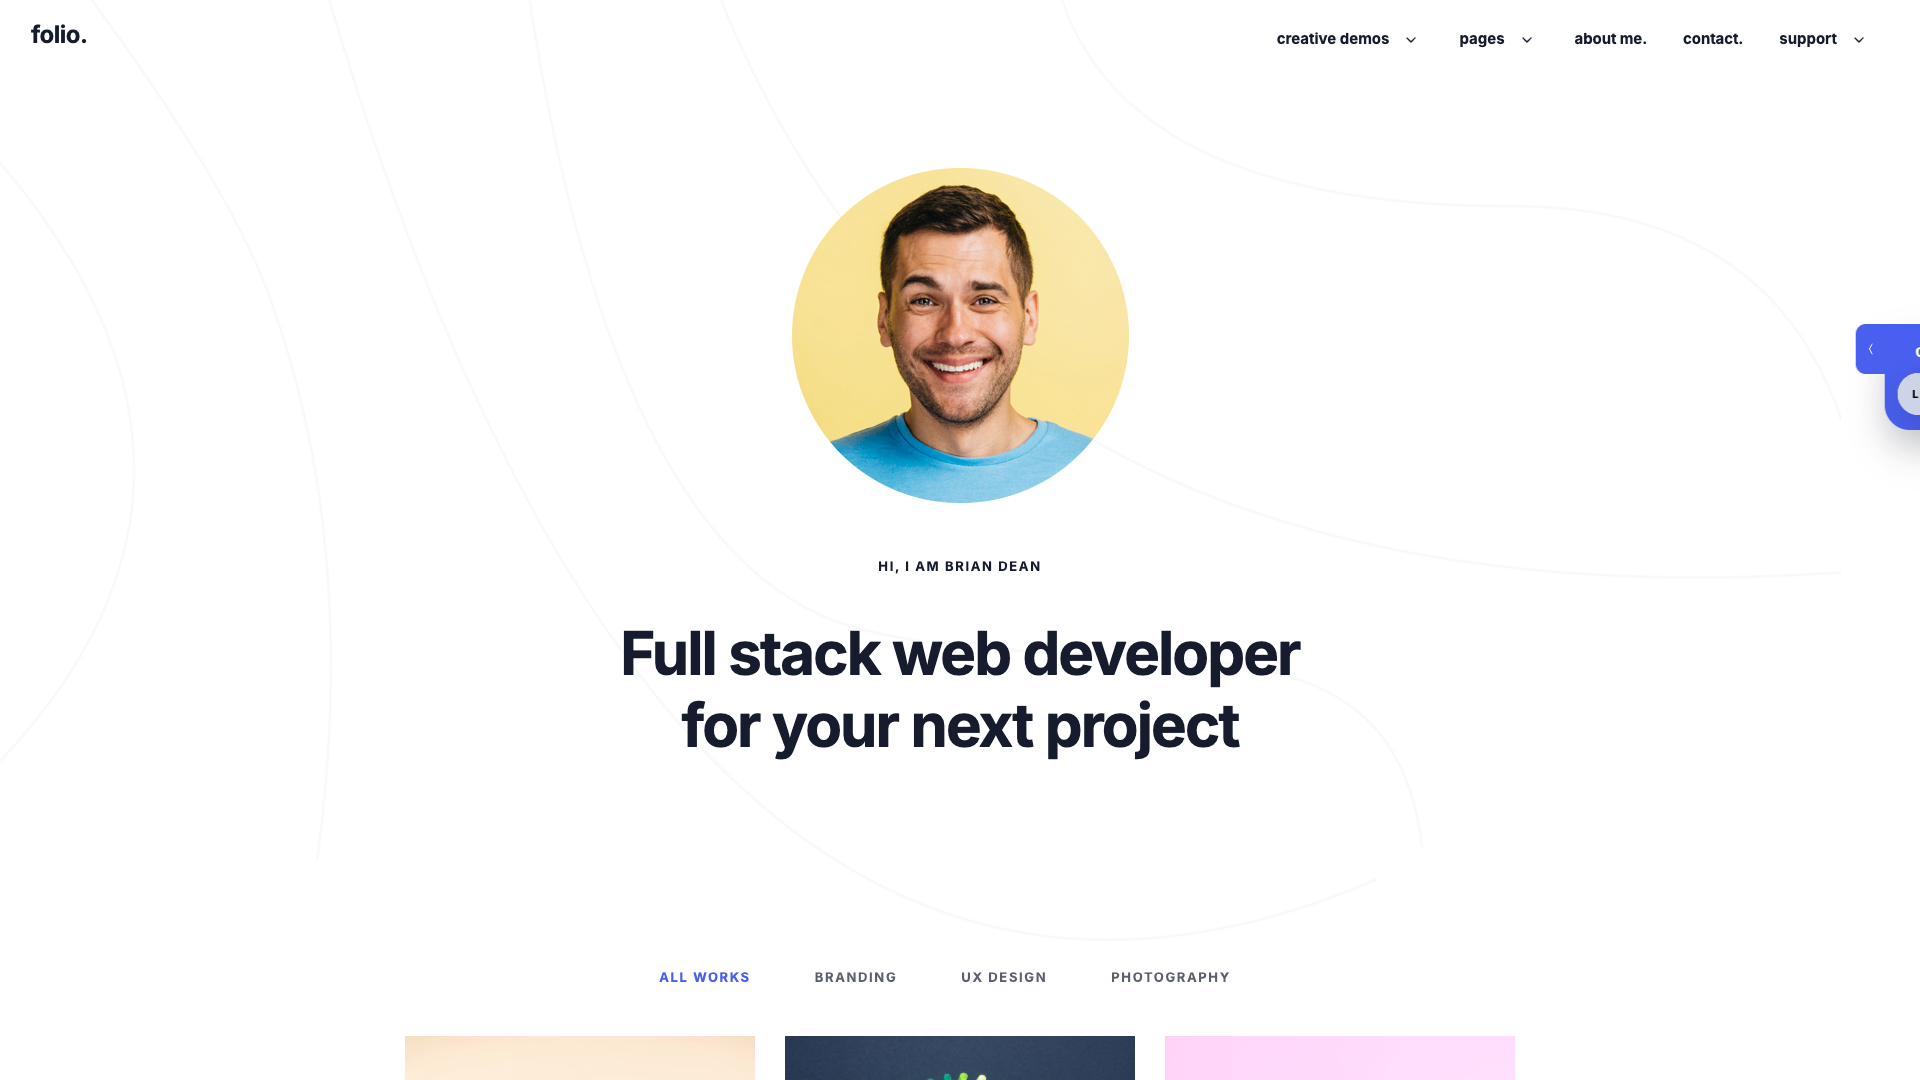 folio.
creative demos
pages
about me.
contact.
support
HI, I AM BRIAN DEAN
Full stack web developer
for your next project
ALL WORKS
BRANDING
UX DESIGN
PHOTOGRAPHY
L